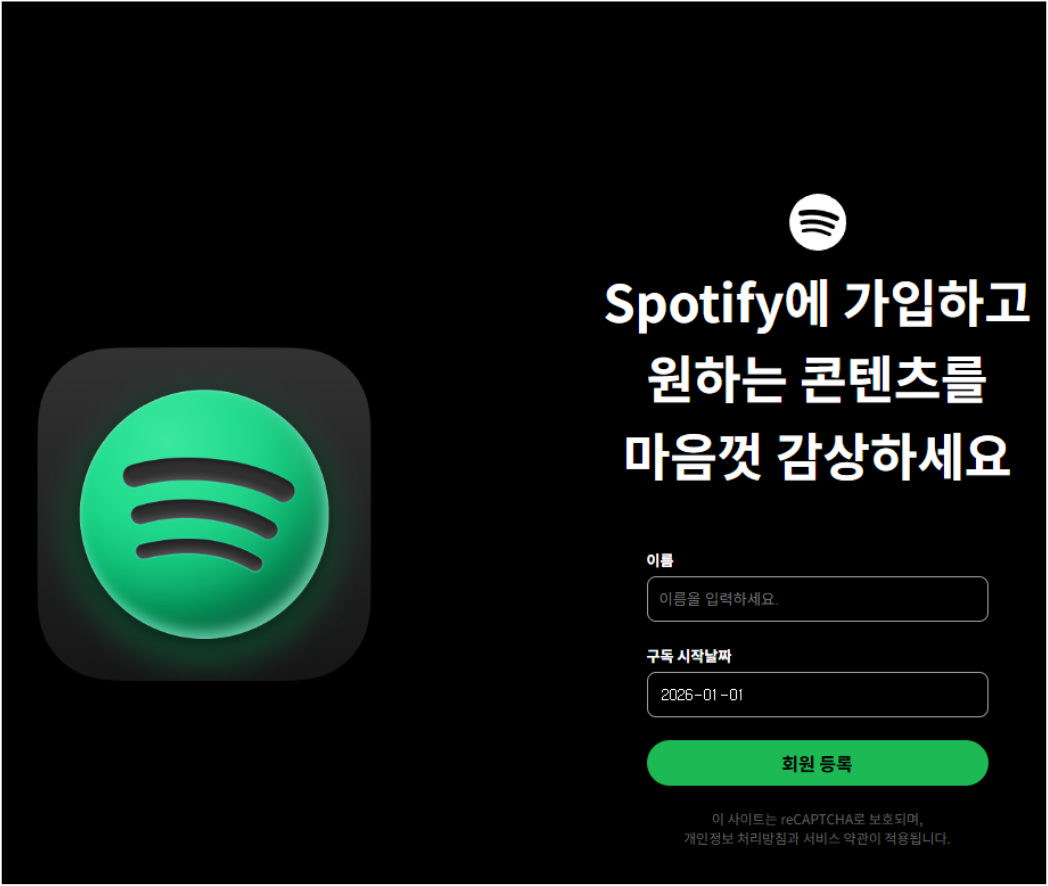 Spotify에 가입하고
원하는 콘텐츠를
마음껏 감상하세요
이름
이름을 입력하세요.
구독 시작날짜
2026-01-01
회원 등록
이 사이트는 reCAPTCHA로 보호되며,
개인정보 처리방침과 서비스 약관이 적용됩니다.